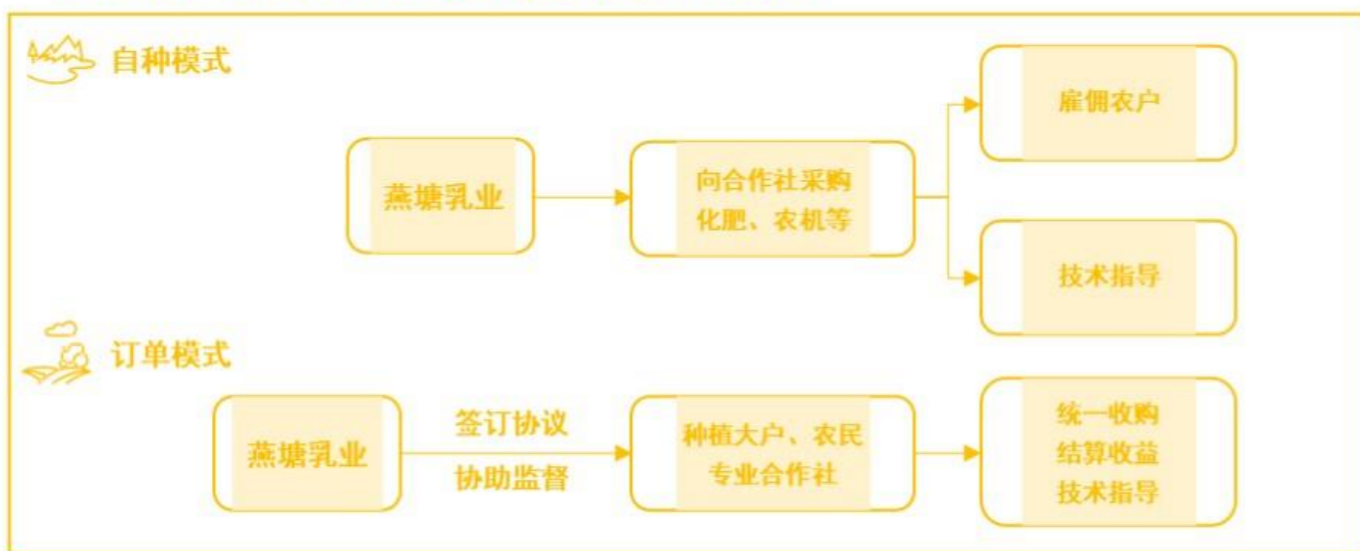 自种模式
雇佣农户
燕塘乳业
向合作社采购
化肥、农机等
技术指导
订单模式
燕塘乳业
签订协议
协助监督
种植大户、农民
专业合作社
统一收购
结算收益
技术指导